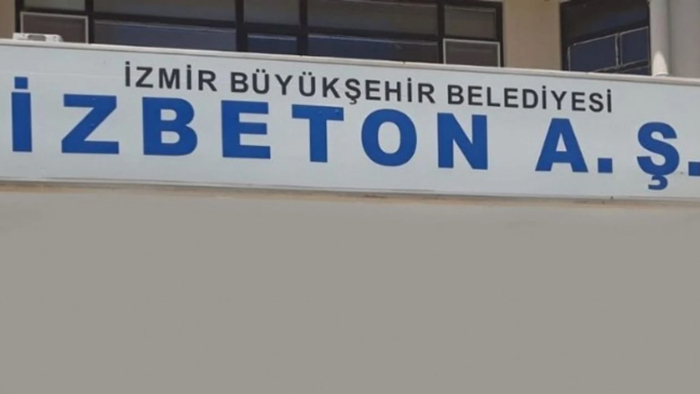 İZMİR BÜYÜKŞEHİR BELEDİYESİ
İZBETON A.Ş.